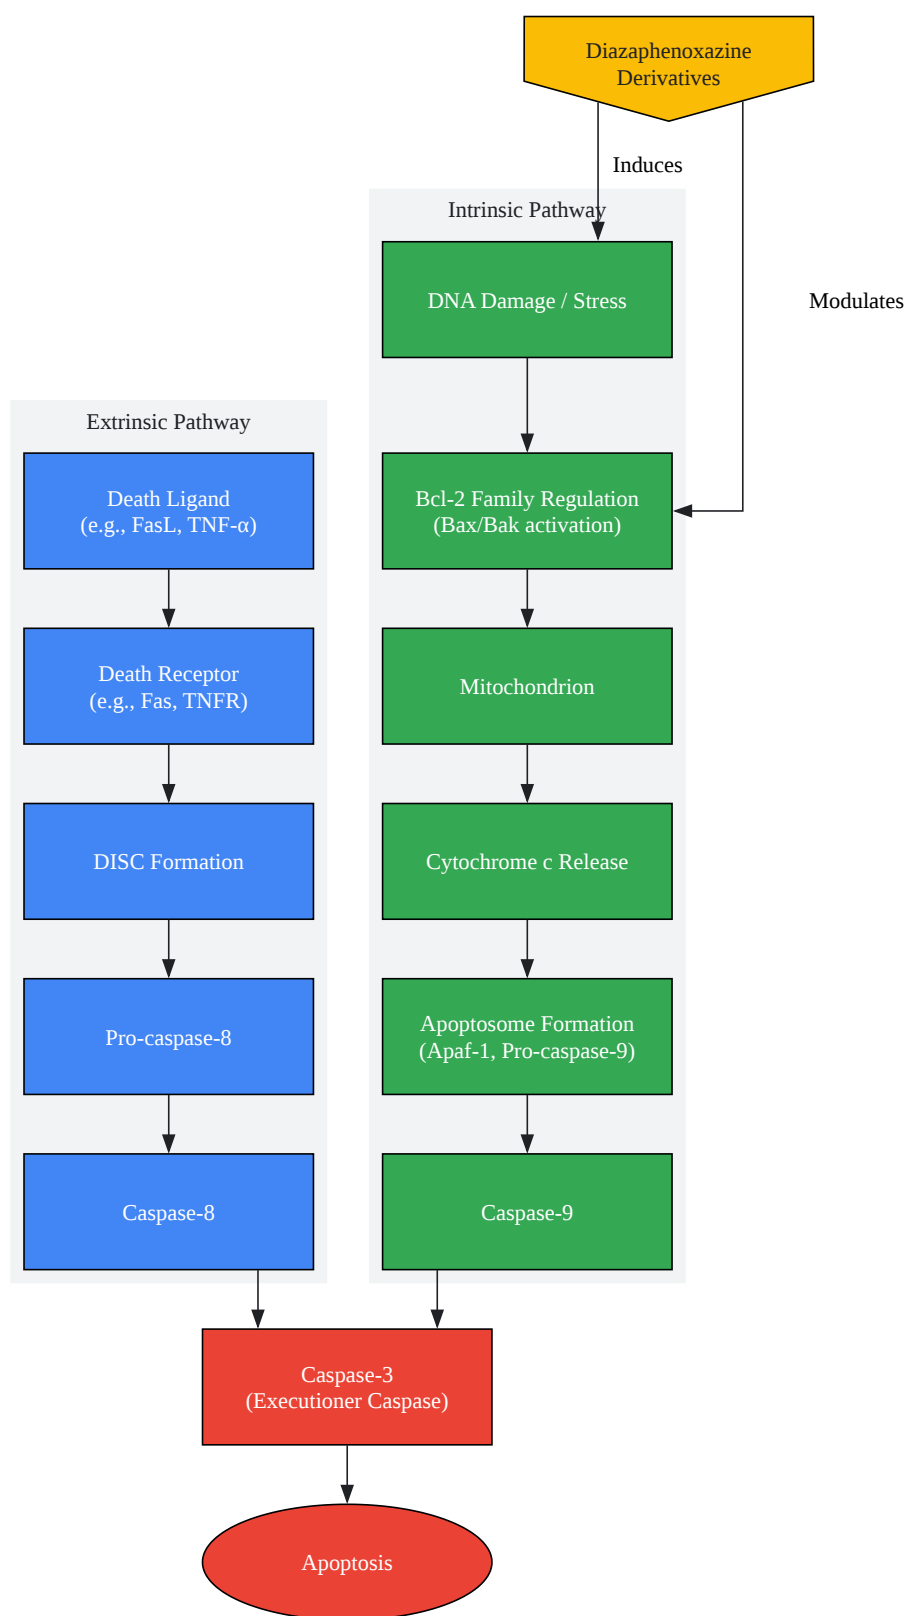 Diazaphenoxazine
Derivatives
Induces
Modulates
Intrinsic Pathway
DNA Damage / Stress
Bcl-2 Family Regulation
(Bax/Bak activation)
Mitochondrion
Cytochrome c Release
Apoptosome Formation
(Apaf-1, Pro-caspase-9)
Caspase-9
Extrinsic Pathway
Death Ligand
(e.g., FasL, TNF-α)
Death Receptor
(e.g., Fas, TNFR)
DISC Formation
Pro-caspase-8
Caspase-8
Caspase-3
(Executioner Caspase)
Apoptosis